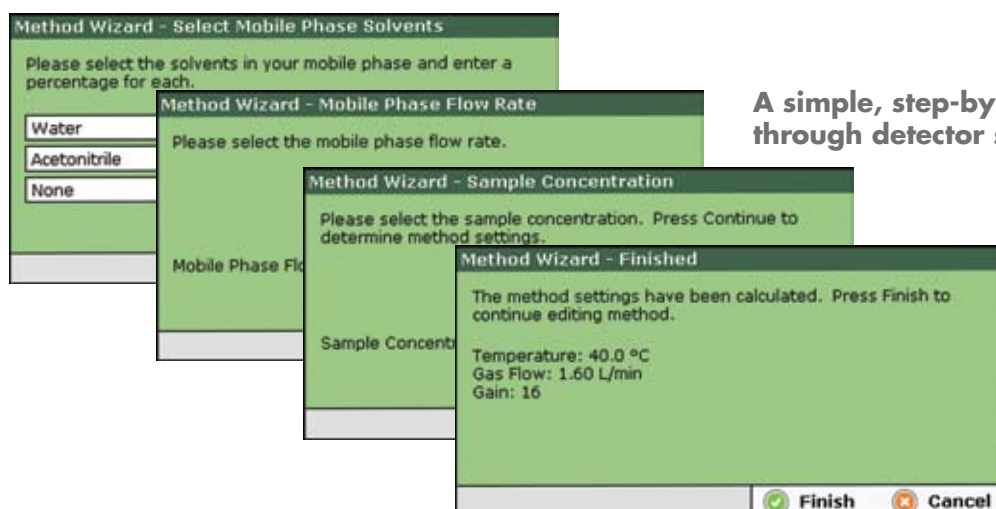 Method Wizard - Select Mobile Phase Solvents
Please select the solvents in your mobile phase and enter a
percentage for each.
Water
Acetonitrile
None
Method Wizard - Mobile Phase Flow Rate
Please select the mobile phase flow rate.
Mobile Phase
Method Wizard - Sample Concentration
Please select the sample concentration. Press Continue to
determine method settings.
Sample
Method Wizard - Finished
The method settings have been calculated. Press Finish to
continue editing method.
Temperature: 40.0 ºC
Gas Flow: 1.60 L/min
Gain: 16
Finish
Cancel
A simple, step-by
through detector